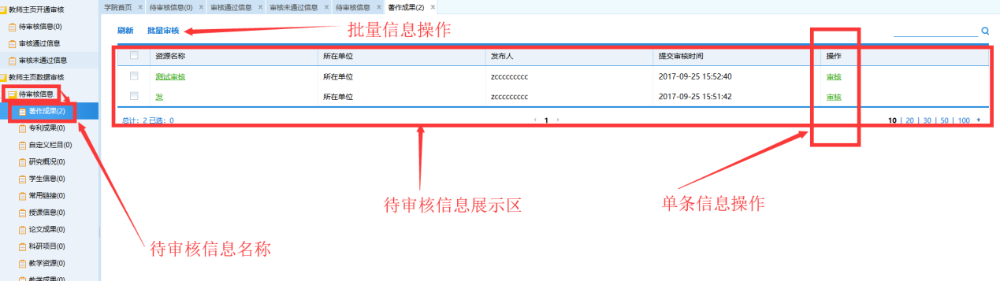 教师主页开通审核
待审核信息(0)
审核通过信息
审核未通过信息
教师主页数据审核
待审核信息
著作成果(2)
专利成果(0)
自定义栏目(0)
研究概况(0)
学生信息(0)
常用链接(0)
授课信息(0)
论文成果(0)
科研项目(0)
教学资源(0)
教学成果(0)
学院首页 × 待审核信息(0) × 审核通过信息 × 审核未通过信息 × 待审核信息 × 著作成果(2) ×
刷新 批量审核
批量信息操作
资源名称 所在单位 发布人 提交审核时间 操作
测试审核 所在单位 zcccccccccc 2017-09-25 15:52:40 审核
发 所在单位 zcccccccccc 2017-09-25 15:51:42 审核
总计: 2 已选: 0 1 10 | 20 | 30 | 50 | 100
待审核信息展示区
单条信息操作
待审核信息名称